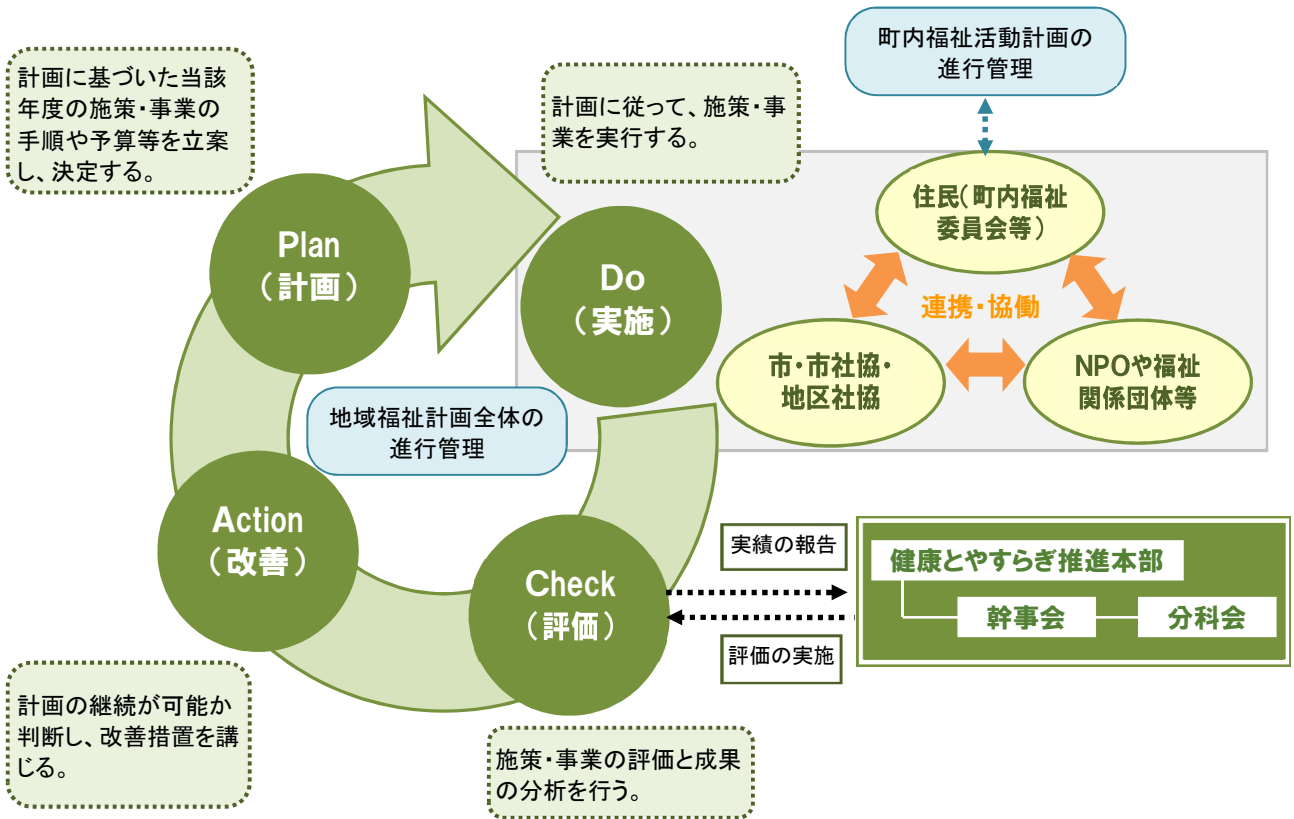 計画に基づいた当該
年度の施策・事業の
手順や予算等を立案
し、決定する。
計画に従って、施策・事
業を実行する。
町内福祉活動計画の
進行管理
Plan
（計画）
Do
（実施）
住民（町内福祉
委員会等）
連携・協働
市・市社協・
地区社協
NPOや福祉
関係団体等
地域福祉計画全体の
進行管理
Action
（改善）
Check
（評価）
実績の報告
評価の実施
健康とやすらぎ推進本部
幹事会
分科会
計画の継続が可能か
判断し、改善措置を講
じる。
施策・事業の評価と成果
の分析を行う。